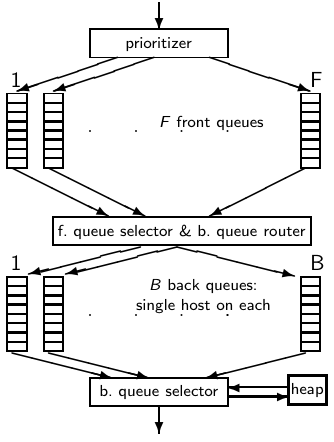 prioritizer
1
F
F front queues
f. queue selector & b. queue router
1
B
B back queues:
single host on each
b. queue selector
heap